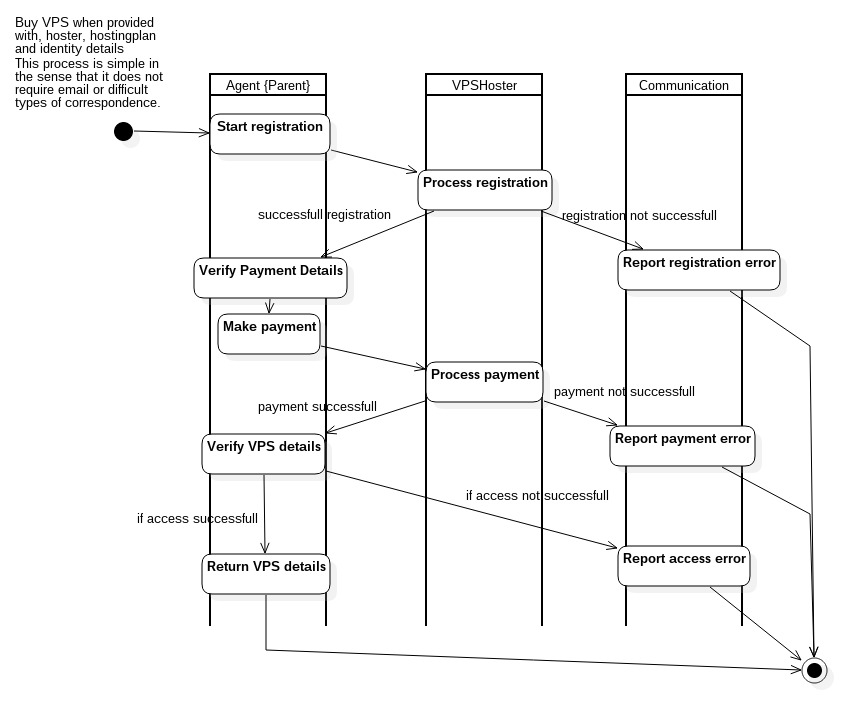 Buy VPS when provided
with, hoster, hostingplan
and identity details
This process is simple in
the sense that it does not
require email or difficult
types of correspondence.
Agent {Parent}
VPSHoster
Communication
Start registration
Process registration
successfull registration
registration not successfull
Verify Payment Details
Report registration error
Make payment
Process payment
payment successfull
payment not successfull
Verify VPS details
Report payment error
if access not successfull
if access successfull
Return VPS details
Report access error